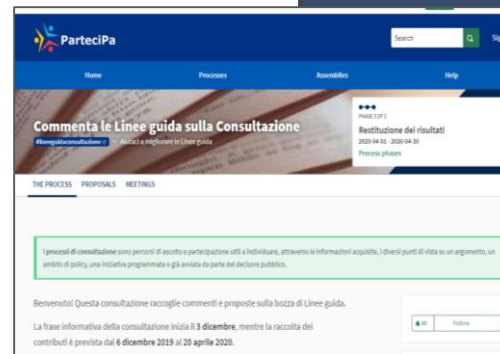 ParteciPa
Search
Home
Processes
Assemblies
Help
Commenta le Linee guida sulla Consultazione
#lineeguidaconsultazione
Aiutaci a migliorare le Linee guida
PHASE 3 OF 3
Restituzione dei risultati
2020-04-01 - 2020-04-30
Process phases
THE PROCESS PROPOSALS MEETINGS
I processi di consultazione sono percorsi di ascolto e partecipazione utili a individuare, attraverso le informazioni acquisite, i diversi punti di vista su un argomento, un
ambito di policy, una iniziativa programmata o già avviata da parte del decisore pubblico.
Benvenuto! Questa consultazione raccoglie commenti e proposte sulla bozza di Linee guida.
La frase informativa della consultazione inizia il 3 dicembre, mentre la raccolta dei
contributi è prevista dal 6 dicembre 2019 al 20 aprile 2020.
Follow